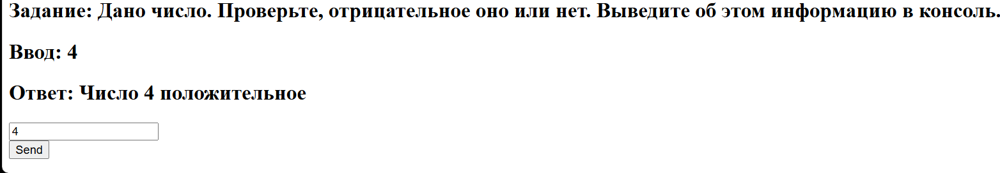 Задание: Дано число. Проверьте, отрицательное оно или нет. Выведите об этом информацию в консоль.
Ввод: 4
Ответ: Число 4 положительное
4
Send